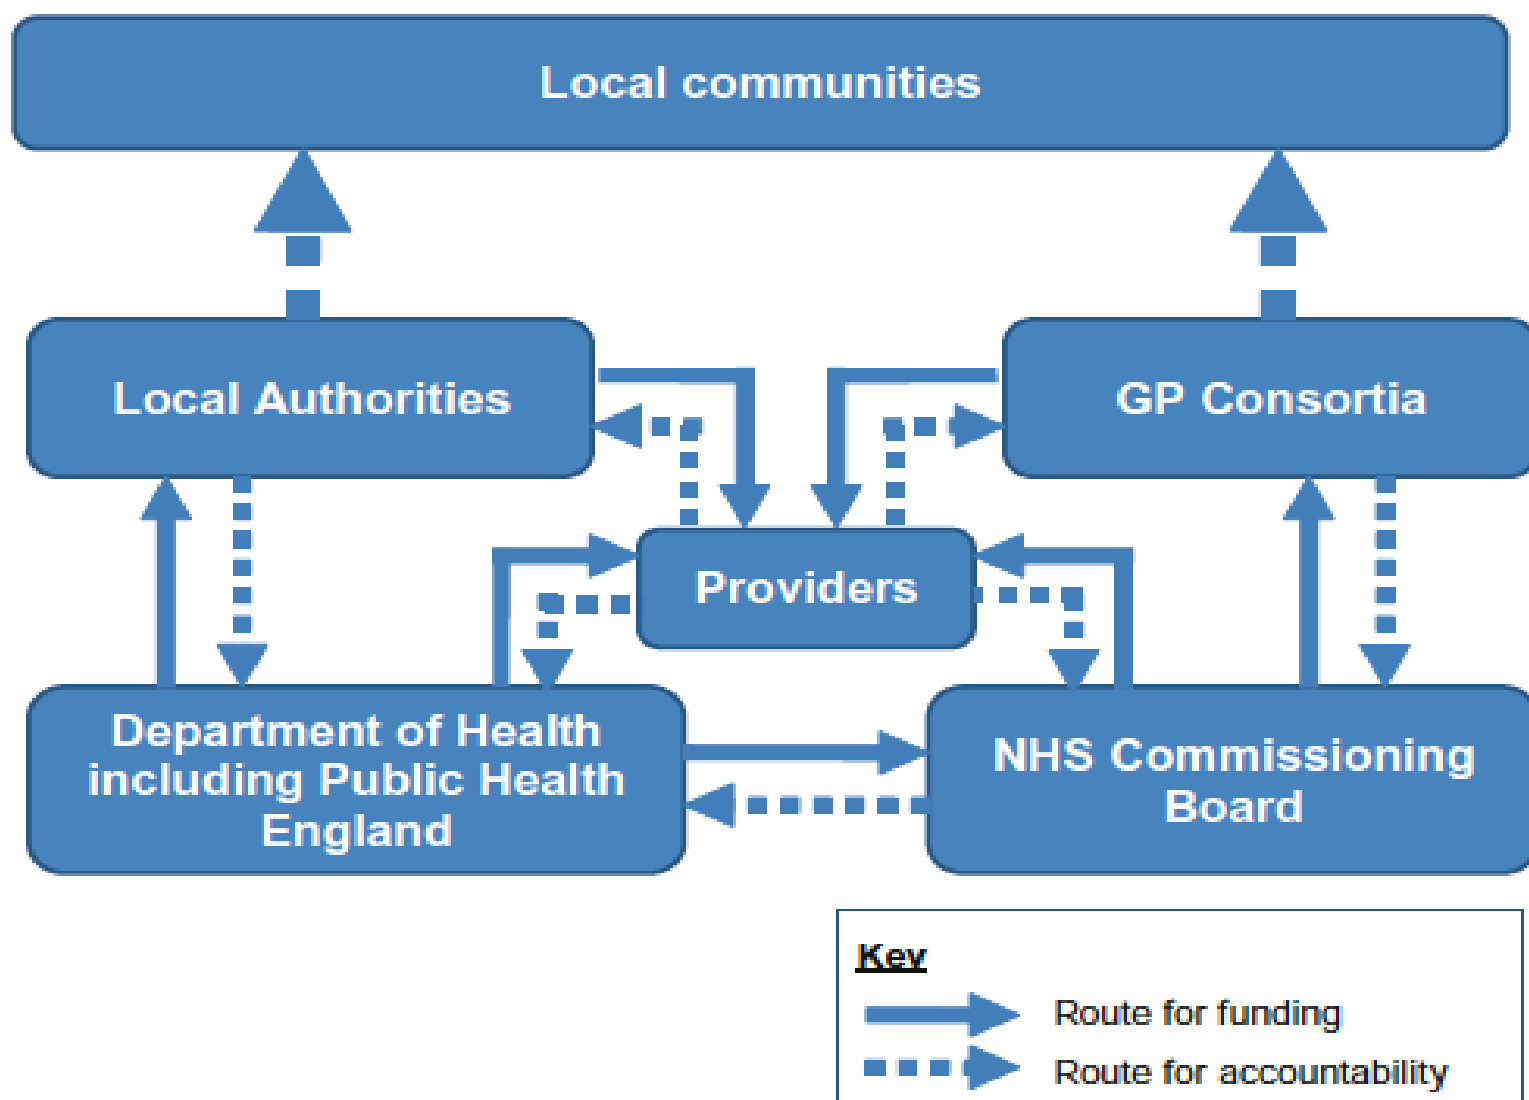 Local communities
Local Authorities
GP Consortia
Providers
Department of Health
including Public Health
England
NHS Commissioning
Board
Key
Route for funding
Route for accountability